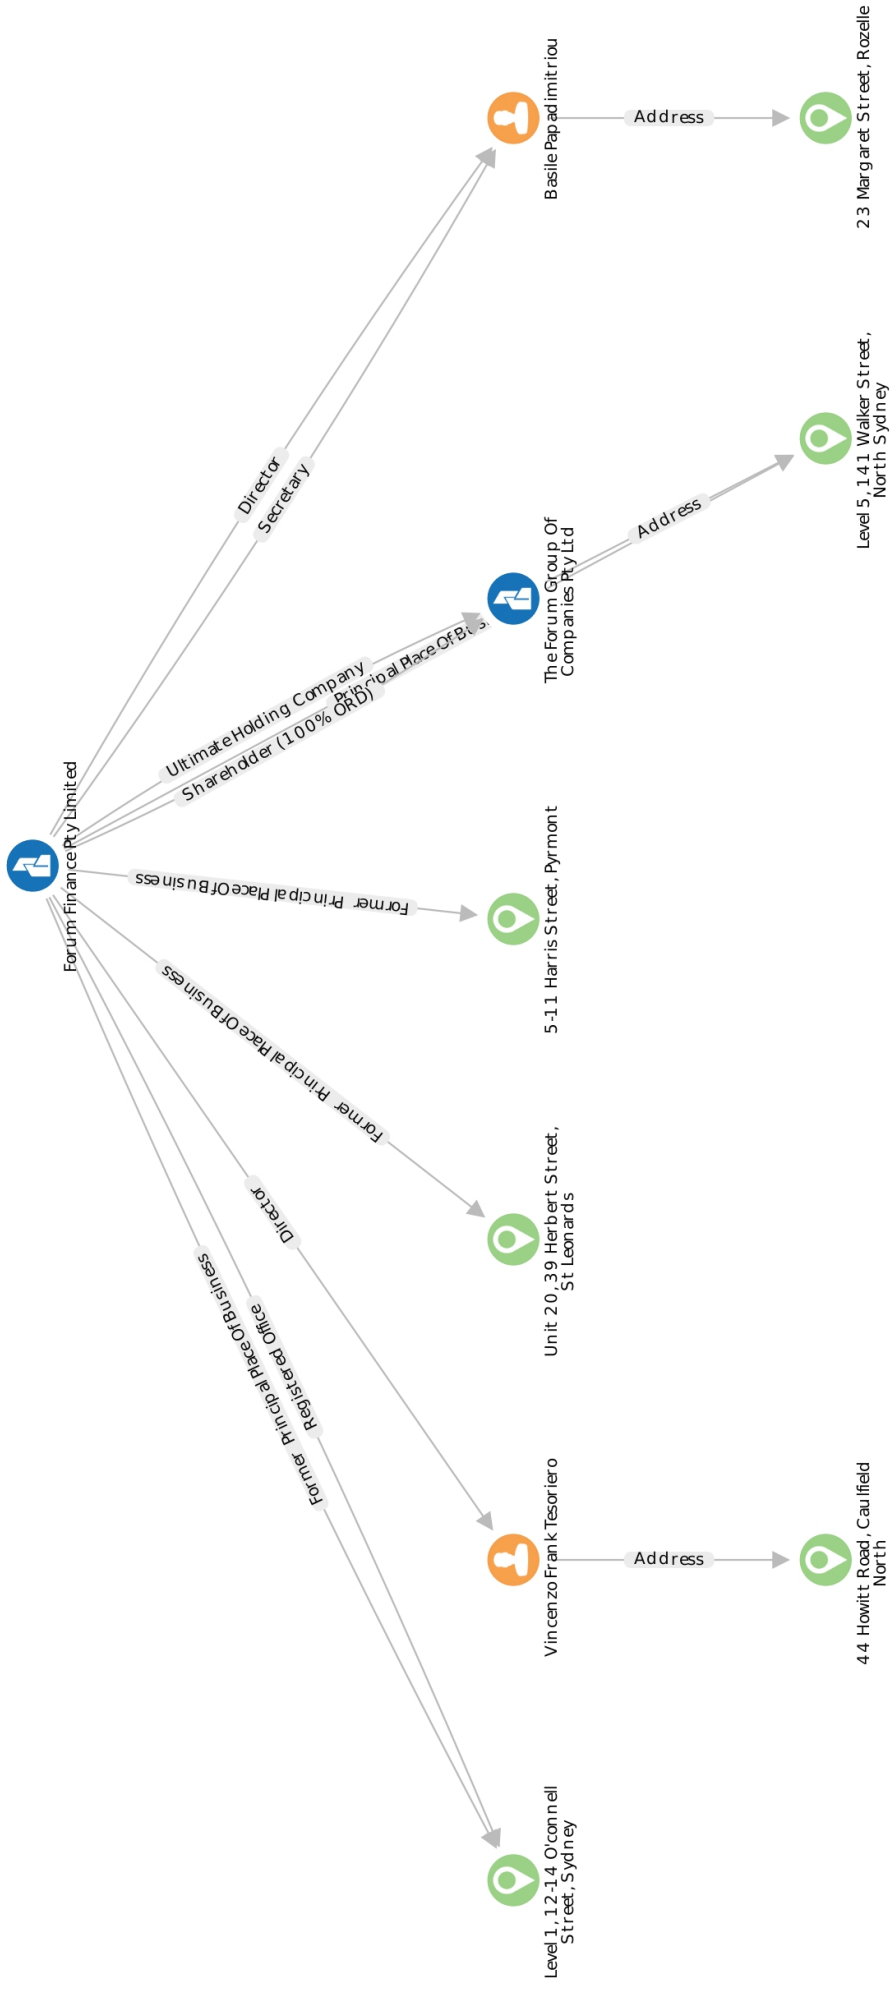 Forum Finance Pty Limited
Director
Secretary
Ultimate Holding Company
Principal Place Of
Shareholder (100% ORD)
Former Principal Place Of Business
Former Principal Place Of Business
Director
Registered Office
Former Principal Place Of Business
Basile Papadimitriou
The Forum Group Of
Companies Pty Ltd
5-11 Harris Street, Pyrmont
Unit 20, 39 Herbert Street,
St Leonards
Vincenzo Frank Tesoriero
Level 1, 12-14 O'connell
Street, Sydney
Address
Address
Address
23 Margaret Street, Rozelle
Level 5, 141 Walker Street,
North Sydney
44 Howitt Road, Caulfield
North